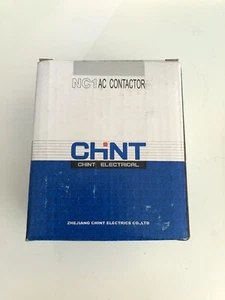 NC1 AC CONTACTOR
CHNT
CHINT ELECTRICAL
ZHEJIANG CHINT ELECTRICS CO.,LTD